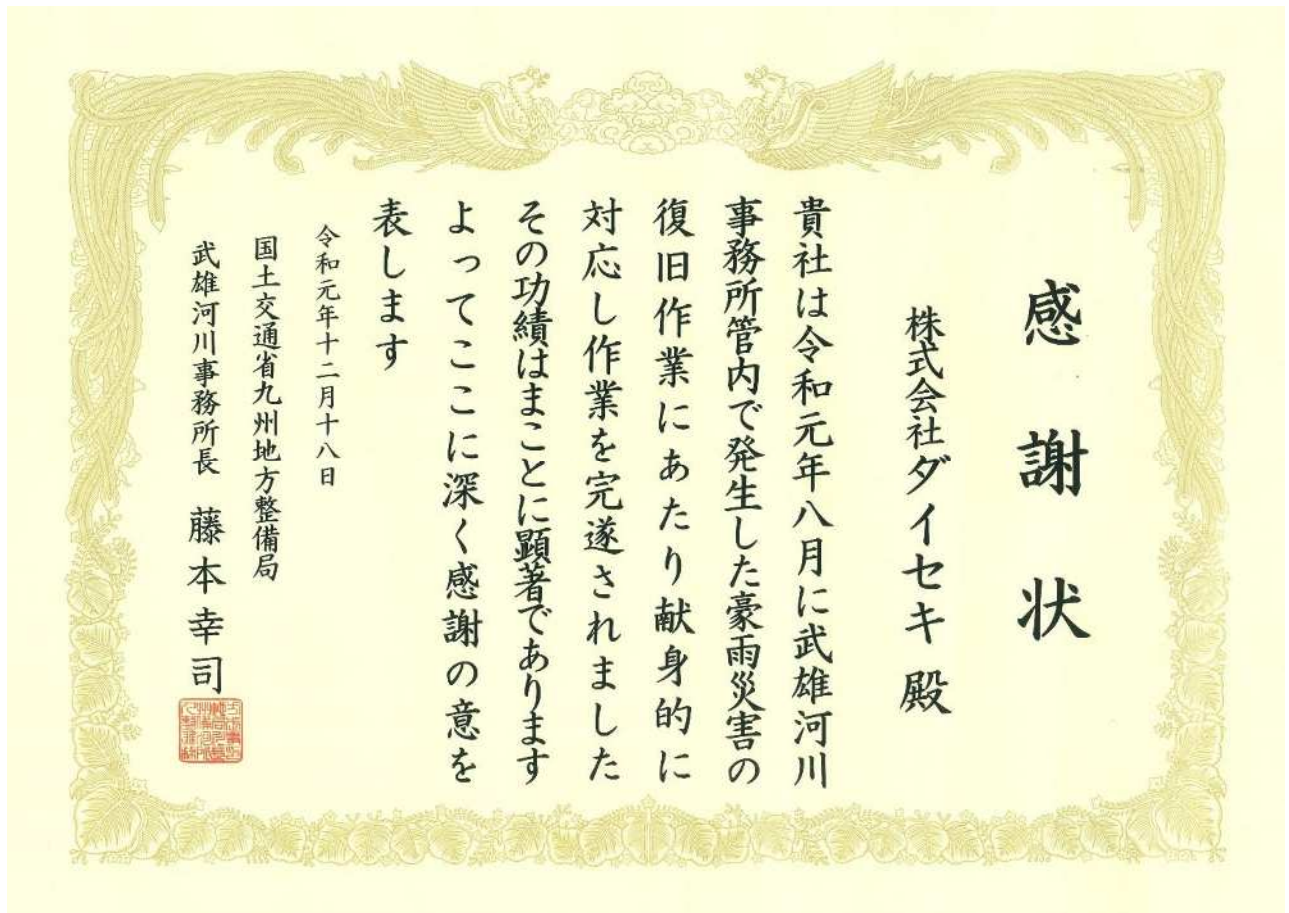 感謝状
株式会社ダイセキ殿
貴社は令和元年八月に武雄河川
事務所管内で発生した豪雨災害の
復旧作業にあたり献身的に
対応し作業を完遂されました
その功績はまことに顕著であります
よってここに深く感謝の意を
表します
令和元年十二月十八日
国土交通省九州地方整備局
武雄河川事務所長 藤本幸司